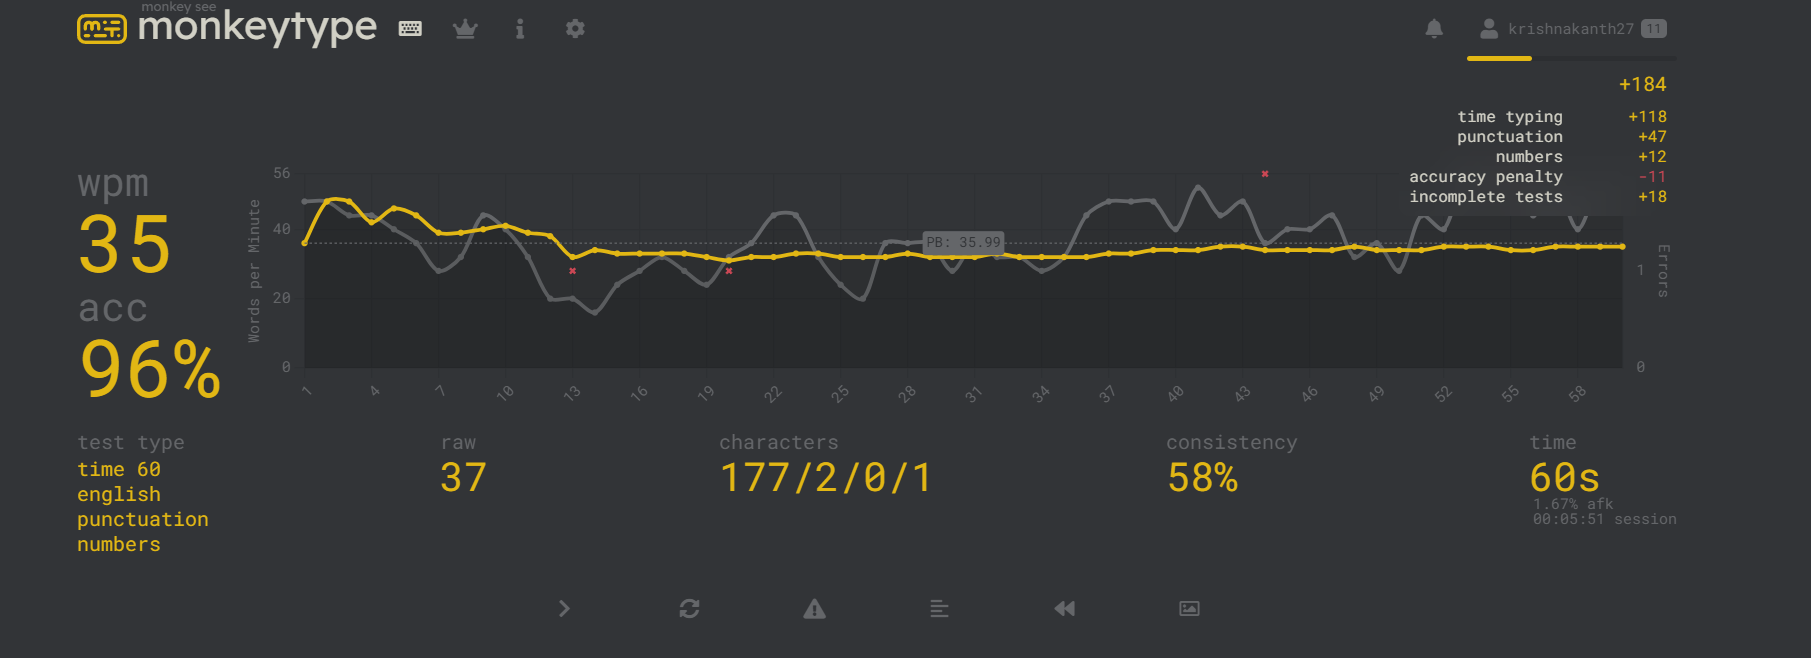 monkey see
monkeytype
krishnakanth27 11
+184
time typing +118
punctuation +47
numbers +12
accuracy penalty -11
incomplete tests +18
wpm
35
acc
96%
Words per Minute
56
40
20
0
PB: 35.99
Errors
1
0
1 4 7 10 13 16 19 22 25 28 31 34 37 40 43 46 49 52 55 58
test type
time 60
english
punctuation
numbers
raw
37
characters
177/2/0/1
consistency
58%
time
60s
1.67% afk
00:05:51 session